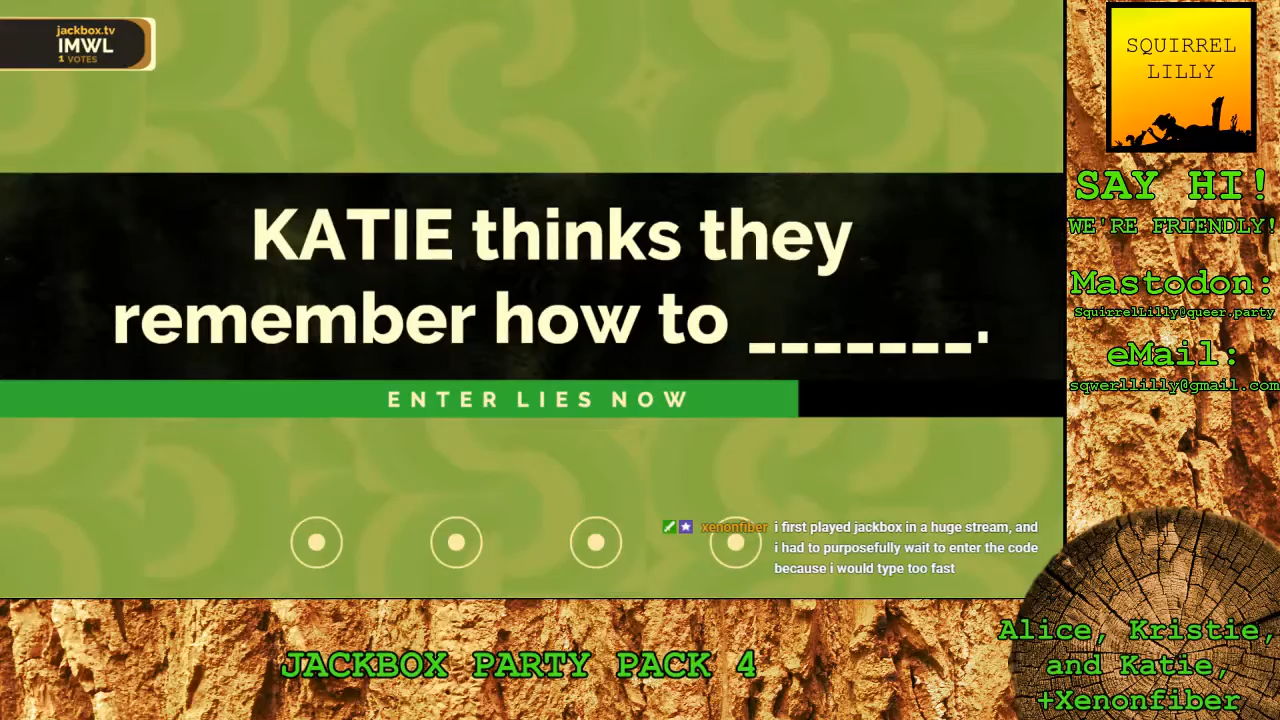 jackbox.tv
IMWL
1 VOTES
KATIE thinks they
remember how to _______.
ENTER LIES NOW
xenonfiber i first played jackbox in a huge stream, and
i had to purposefully wait to enter the code
because i would type too fast
SQUIRREL
LILLY
SAY HI!
WE'RE FRIENDLY!
Mastodon:
SquirrelLilly@queer.party
eMail:
sqwerllilly@gmail.com
JACKBOX PARTY PACK 4
Alice, Kristie,
and Katie,
+Xenonfiber